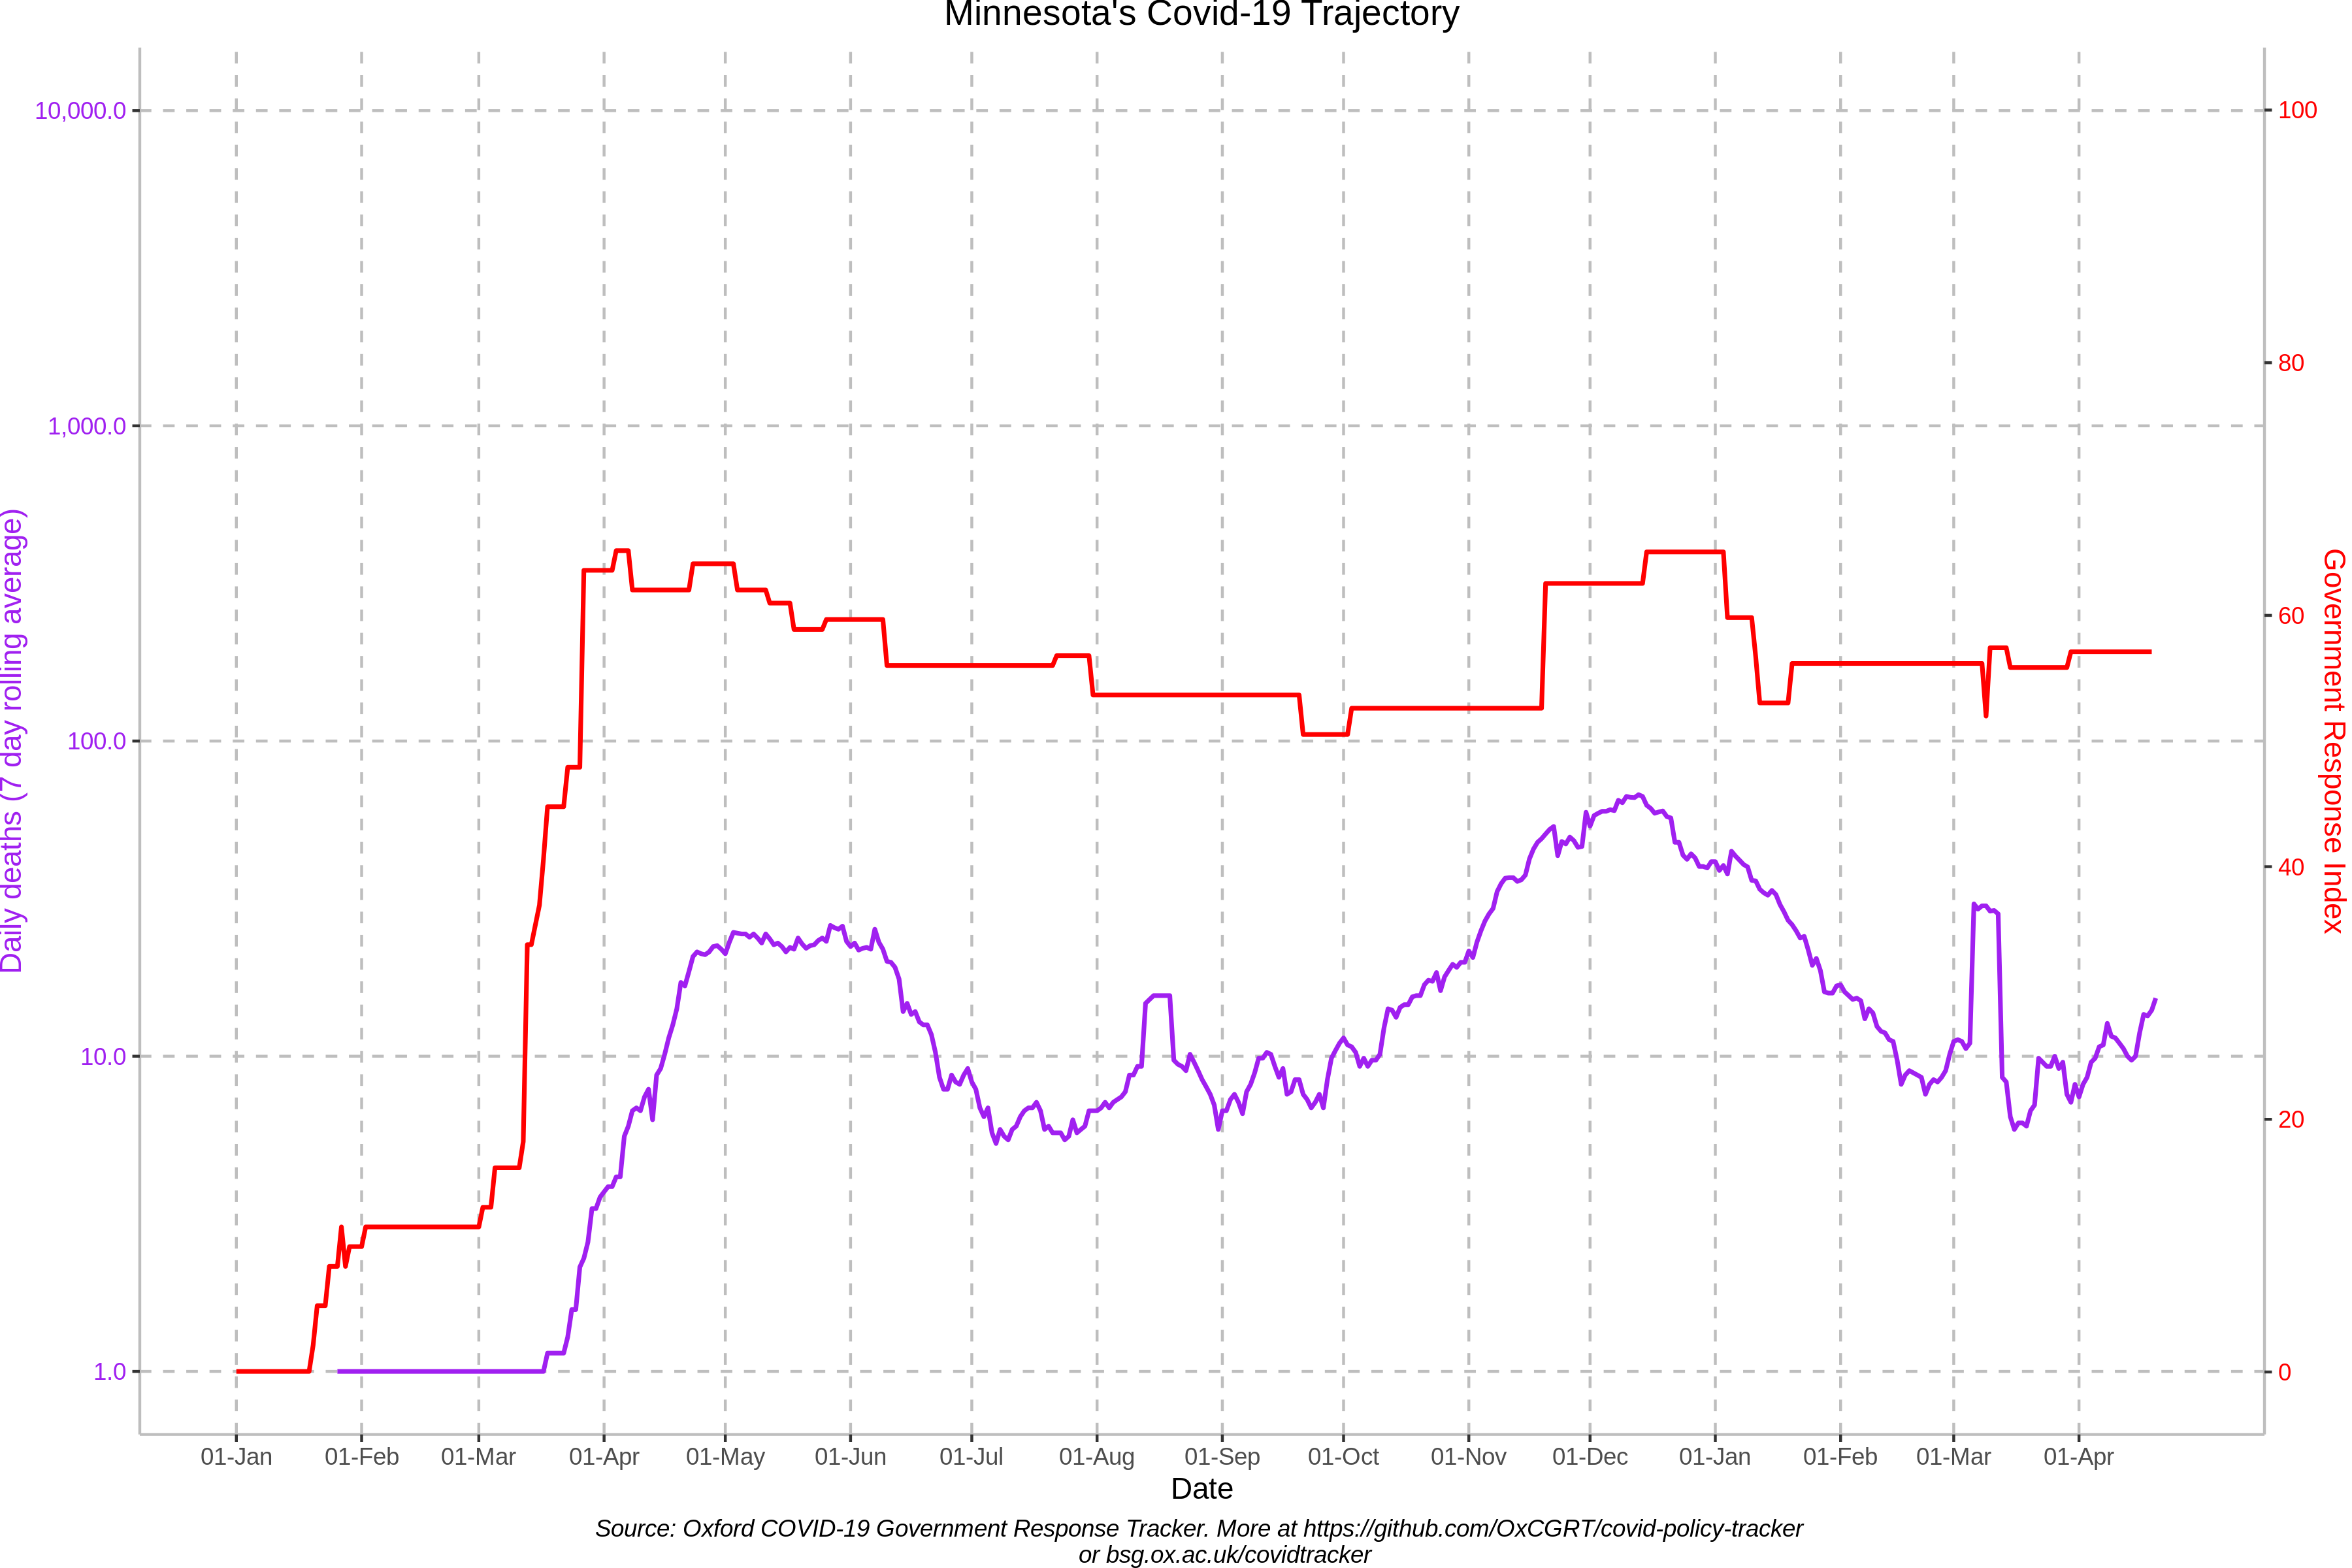 Minnesota's Covid-19 Trajectory
10,000.0
1,000.0
100.0
10.0
1.0
Daily deaths (7 day rolling average)
100
80
60
40
20
0
Government Response Index
01-Jan 01-Feb 01-Mar 01-Apr 01-May 01-Jun 01-Jul 01-Aug 01-Sep 01-Oct 01-Nov 01-Dec 01-Jan 01-Feb 01-Mar 01-Apr
Date
Source: Oxford COVID-19 Government Response Tracker. More at https://github.com/OxCGRT/covid-policy-tracker
or bsg.ox.ac.uk/covidtracker